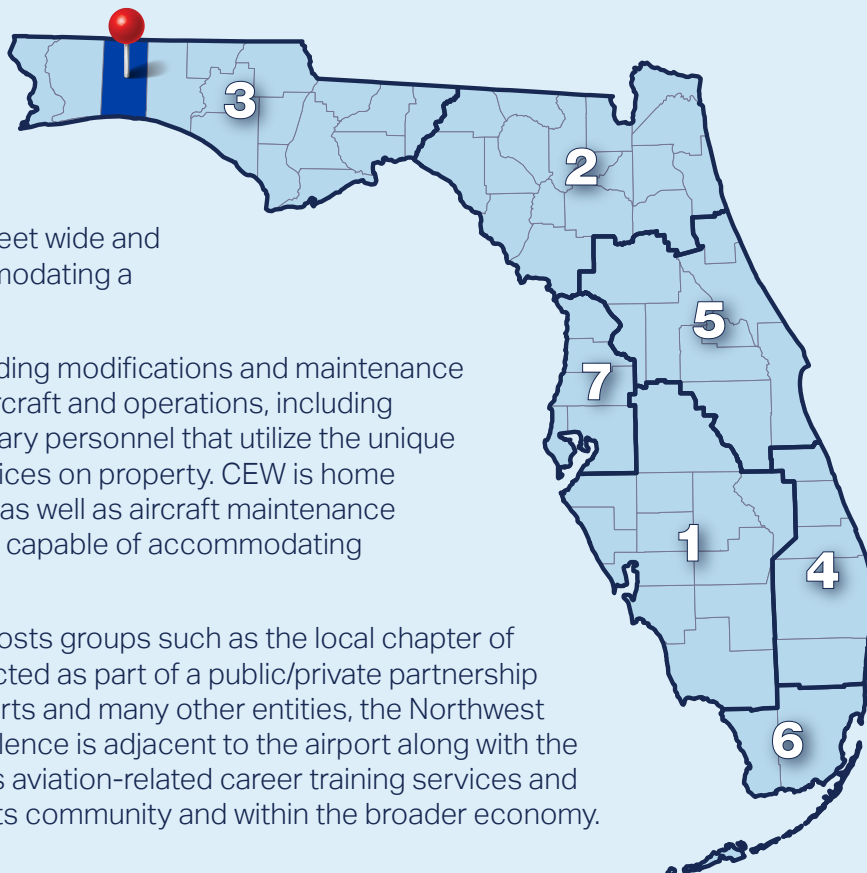 3
2
eet wide and
modating a
5
ding modifications and maintenance
7
rcraft and operations, including
ary personnel that utilize the unique
ices on property. CEW is home
as well as aircraft maintenance
capable of accommodating
1
4
osts groups such as the local chapter of
cted as part of a public/private partnership
rts and many other entities, the Northwest
6
lence is adjacent to the airport along with the
s aviation-related career training services and
ts community and within the broader economy.